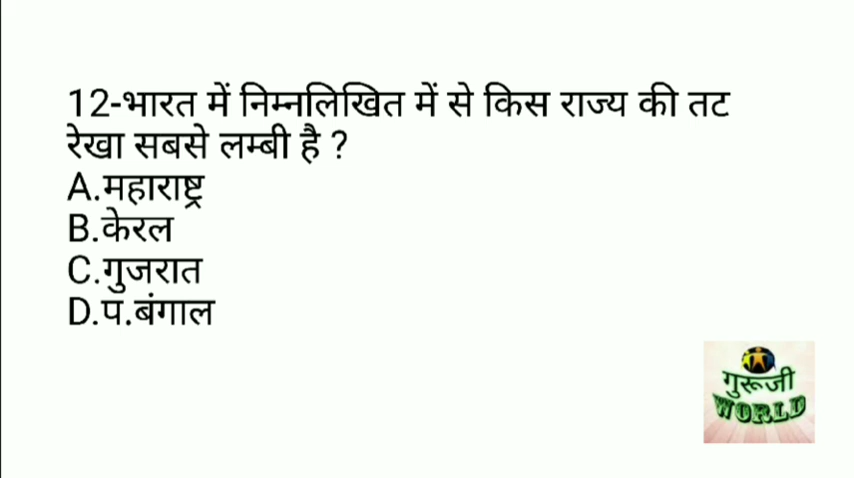 12-भारत में निम्नलिखित में से किस राज्य की तट
रेखा सबसे लम्बी है ?
A.महाराष्ट्र
B.केरल
C.गुजरात
D.प.बंगाल
गुरूजी
WORLD